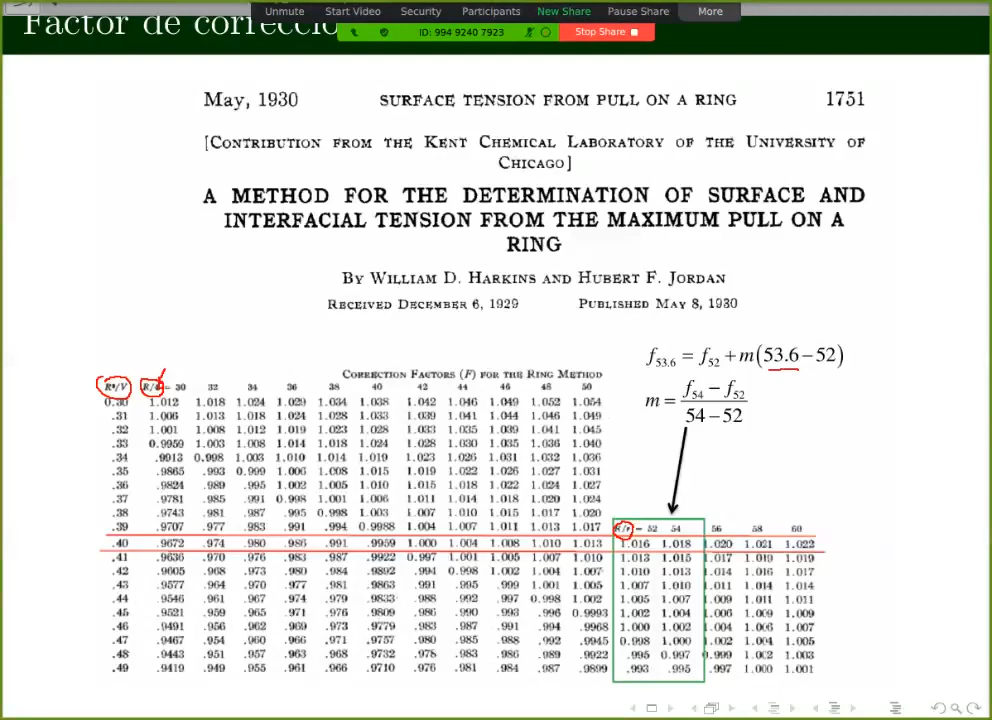 Unmute Start Video Security Participants New Share Pause Share More
ID: 994 9240 7923 Stop Share
Factor de correcció
May, 1930 SURFACE TENSION FROM PULL ON A RING 1751
[CONTRIBUTION FROM THE KENT CHEMICAL LABORATORY OF THE UNIVERSITY OF
CHICAGO]
A METHOD FOR THE DETERMINATION OF SURFACE AND
INTERFACIAL TENSION FROM THE MAXIMUM PULL ON A
RING
BY WILLIAM D. HARKINS AND HUBERT F. JORDAN
RECEIVED DECEMBER 6, 1929 PUBLISHED MAY 8, 1930
f53.6 = f52 + m(53.6−52)
m = f54 − f52
54−52
CORRECTION FACTORS (F) FOR THE RING METHOD
R³/V R/r = 30 32 34 36 38 40 42 44 46 48 50
0.30 1.012 1.018 1.024 1.029 1.034 1.038 1.042 1.046 1.049 1.052 1.054
.31 1.006 1.013 1.018 1.024 1.028 1.033 1.039 1.041 1.044 1.046 1.049
.32 1.001 1.008 1.012 1.019 1.023 1.028 1.033 1.035 1.039 1.041 1.045
.33 0.9959 1.003 1.008 1.014 1.018 1.024 1.028 1.030 1.035 1.036 1.040
.34 .9913 0.998 1.003 1.010 1.014 1.019 1.023 1.026 1.031 1.032 1.036
.35 .9865 .993 0.999 1.006 1.008 1.015 1.019 1.022 1.026 1.027 1.031
.36 .9824 .989 .995 1.002 1.005 1.010 1.015 1.018 1.022 1.024 1.027
.37 .9781 .985 .991 0.998 1.001 1.006 1.011 1.014 1.018 1.020 1.024
.38 .9743 .981 .987 .995 0.998 1.003 1.007 1.010 1.015 1.017 1.020
.39 .9707 .977 .983 .991 .994 0.9988 1.004 1.007 1.011 1.013 1.017 R/r = 52 54 56 58 60
.40 .9672 .974 .980 .986 .991 .9959 1.000 1.004 1.008 1.010 1.013 1.016 1.018 1.020 1.021 1.022
.41 .9636 .970 .976 .983 .987 .9922 0.997 1.001 1.005 1.007 1.010 1.013 1.015 1.017 1.019 1.019
.42 .9605 .968 .973 .980 .984 .9892 .994 0.998 1.002 1.004 1.007 1.010 1.013 1.014 1.016 1.017
.43 .9577 .964 .970 .977 .981 .9863 .991 .995 .999 1.001 1.005 1.007 1.010 1.011 1.014 1.014
.44 .9546 .961 .967 .974 .979 .9833 .988 .992 .997 0.998 1.002 1.005 1.007 1.009 1.011 1.011
.45 .9521 .959 .965 .971 .976 .9809 .986 .990 .993 .996 0.9993 1.002 1.004 1.006 1.009 1.009
.46 .9491 .956 .962 .969 .973 .9779 .983 .987 .991 .994 .9968 1.000 1.002 1.004 1.006 1.007
.47 .9467 .954 .960 .966 .971 .9757 .980 .985 .988 .992 .9945 0.998 1.000 1.002 1.004 1.005
.48 .9443 .951 .957 .963 .968 .9732 .978 .983 .986 .989 .9922 .995 0.997 0.999 1.002 1.003
.49 .9419 .949 .955 .961 .966 .9710 .976 .981 .984 .987 .9899 .993 .995 .997 1.000 1.001